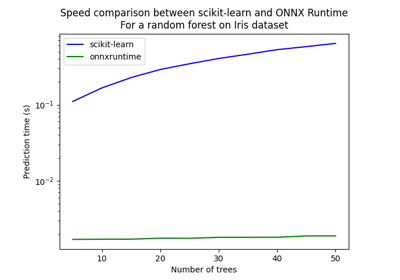 Speed comparison between scikit-learn and ONNX Runtime
For a random forest on Iris dataset
scikit-learn
onnxruntime
Prediction time (s)
10⁻¹
10⁻²
10 20 30 40 50
Number of trees